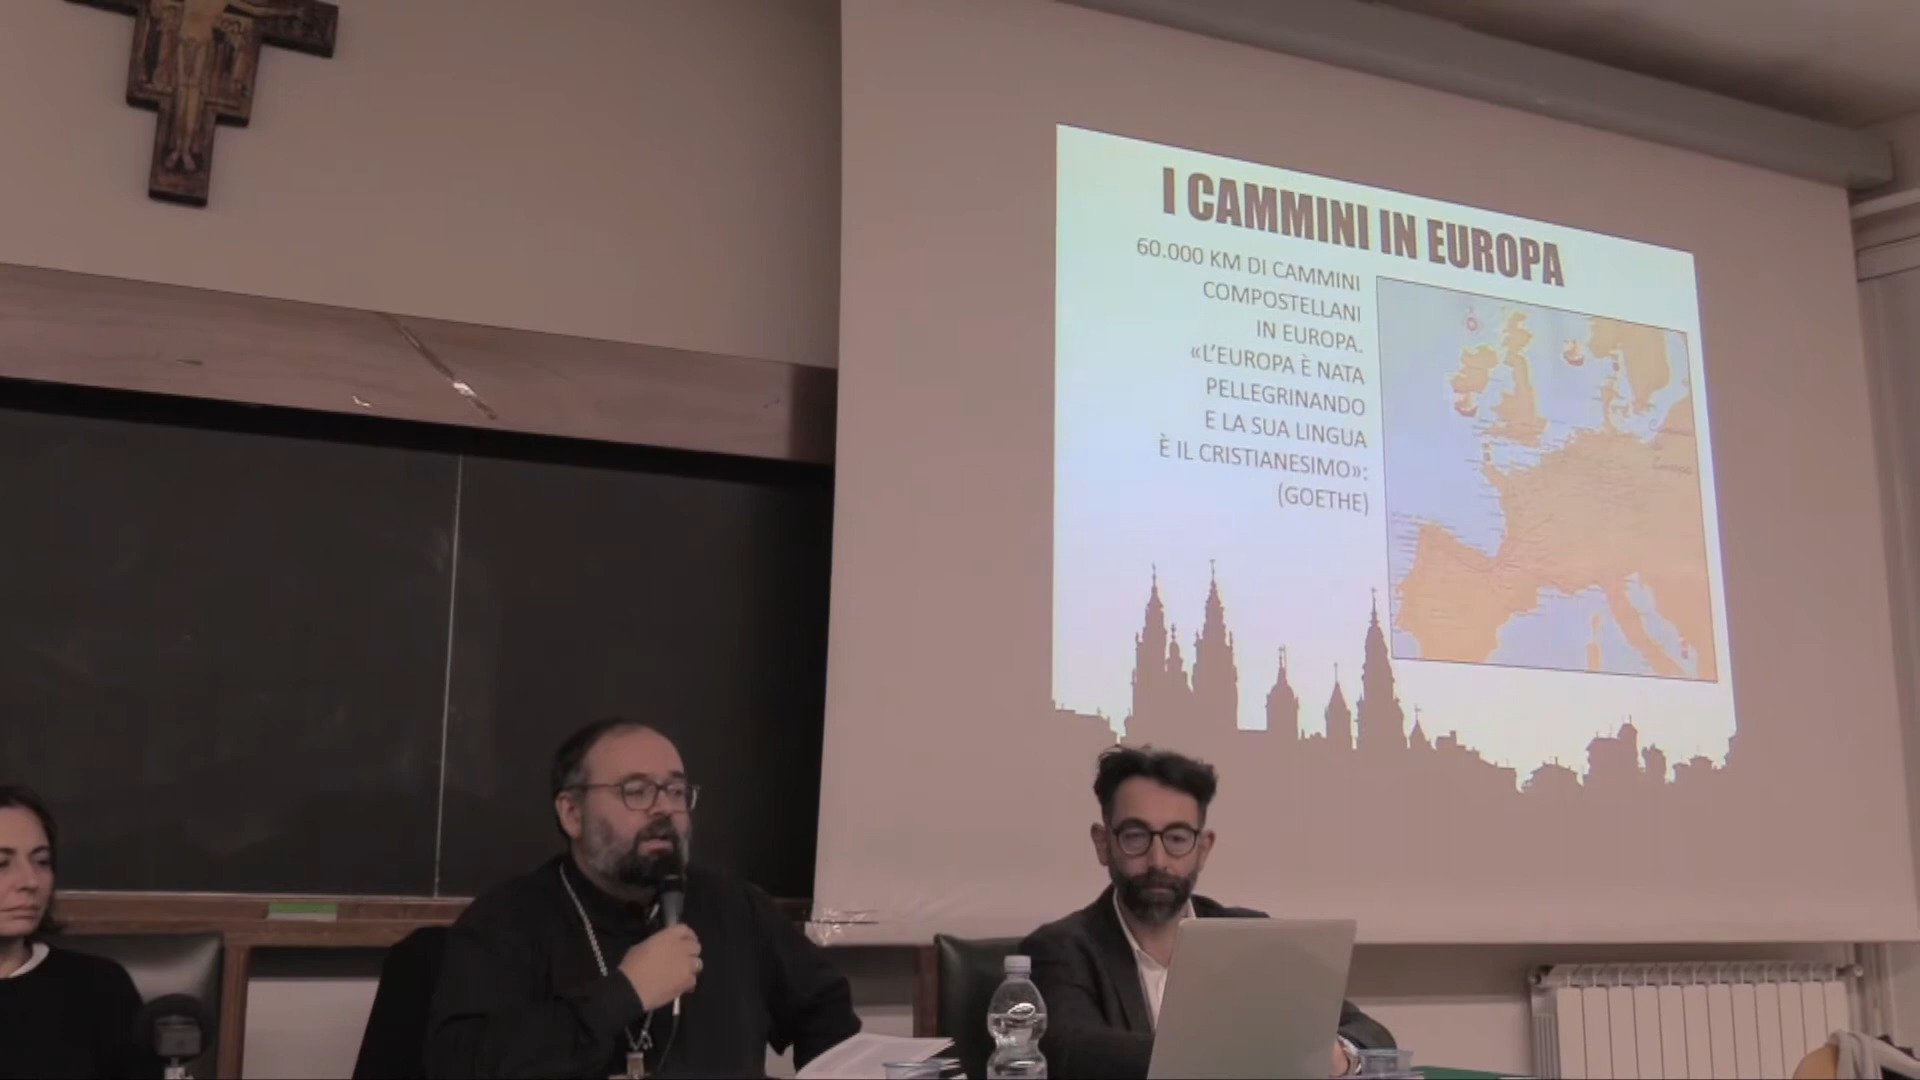 I CAMMINI IN EUROPA
60.000 KM DI CAMMINI
COMPOSTELLANI
IN EUROPA.
«L'EUROPA È NATA
PELLEGRINANDO
E LA SUA LINGUA
È IL CRISTIANESIMO»:
(GOETHE)